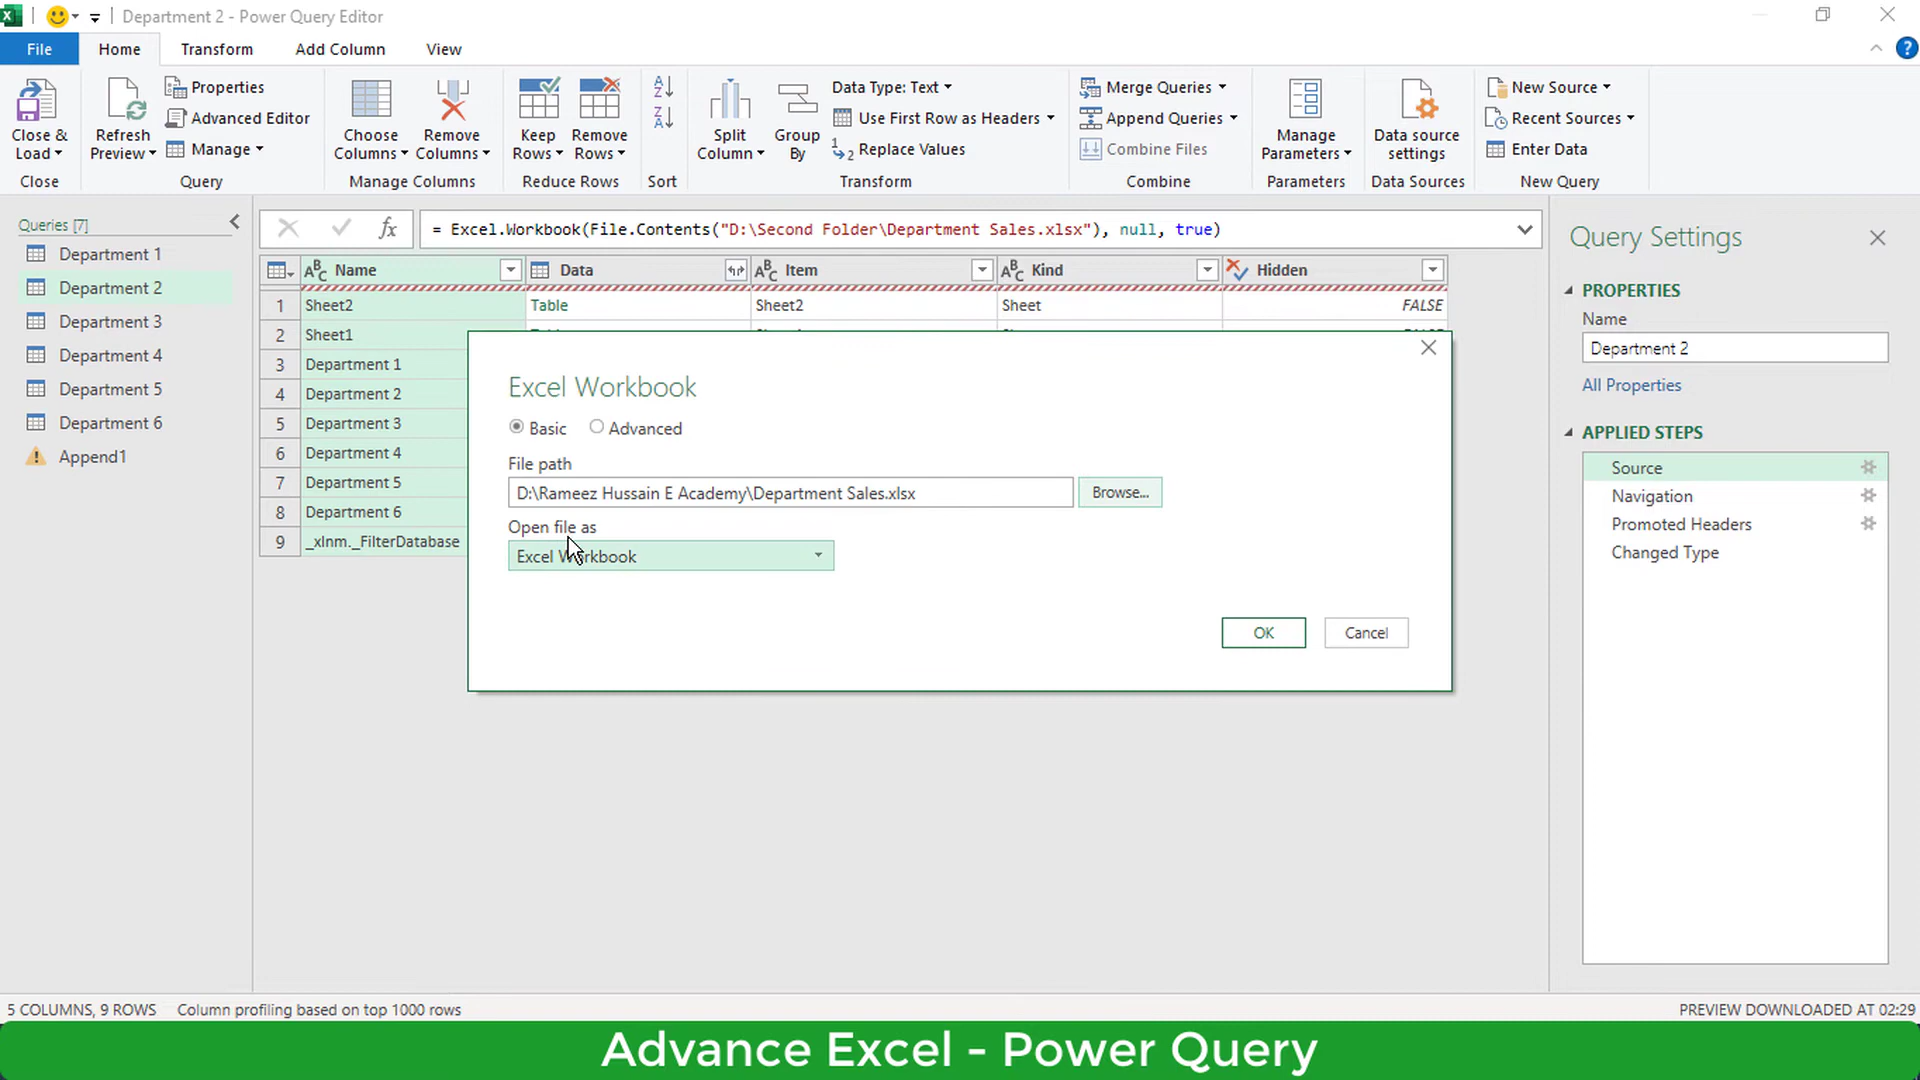 Department 2 - Power Query Editor
File Home Transform Add Column View
Close & Load
Close
Refresh Preview
Properties
Advanced Editor
Manage
Query
Choose Columns
Remove Columns
Manage Columns
Keep Rows
Remove Rows
Reduce Rows
Sort
Split Column
Group By
Data Type: Text
Use First Row as Headers
Replace Values
Transform
Merge Queries
Append Queries
Combine Files
Combine
Manage Parameters
Parameters
Data source settings
Data Sources
New Source
Recent Sources
Enter Data
New Query
Queries [7]
Department 1
Department 2
Department 3
Department 4
Department 5
Department 6
Append1
fx = Excel.Workbook(File.Contents("D:\Second Folder\Department Sales.xlsx"), null, true)
Name Data Item Kind Hidden
1 Sheet2 Table Sheet2 Sheet FALSE
2 Sheet1
3 Department 1
4 Department 2
5 Department 3
6 Department 4
7 Department 5
8 Department 6
9 _xlnm._FilterDatabase
Excel Workbook
Basic Advanced
File path
D:\Rameez Hussain E Academy\Department Sales.xlsx Browse...
Open file as
Excel Workbook
OK Cancel
Query Settings
PROPERTIES
Name
Department 2
All Properties
APPLIED STEPS
Source
Navigation
Promoted Headers
Changed Type
5 COLUMNS, 9 ROWS Column profiling based on top 1000 rows PREVIEW DOWNLOADED AT 02:29
Advance Excel - Power Query